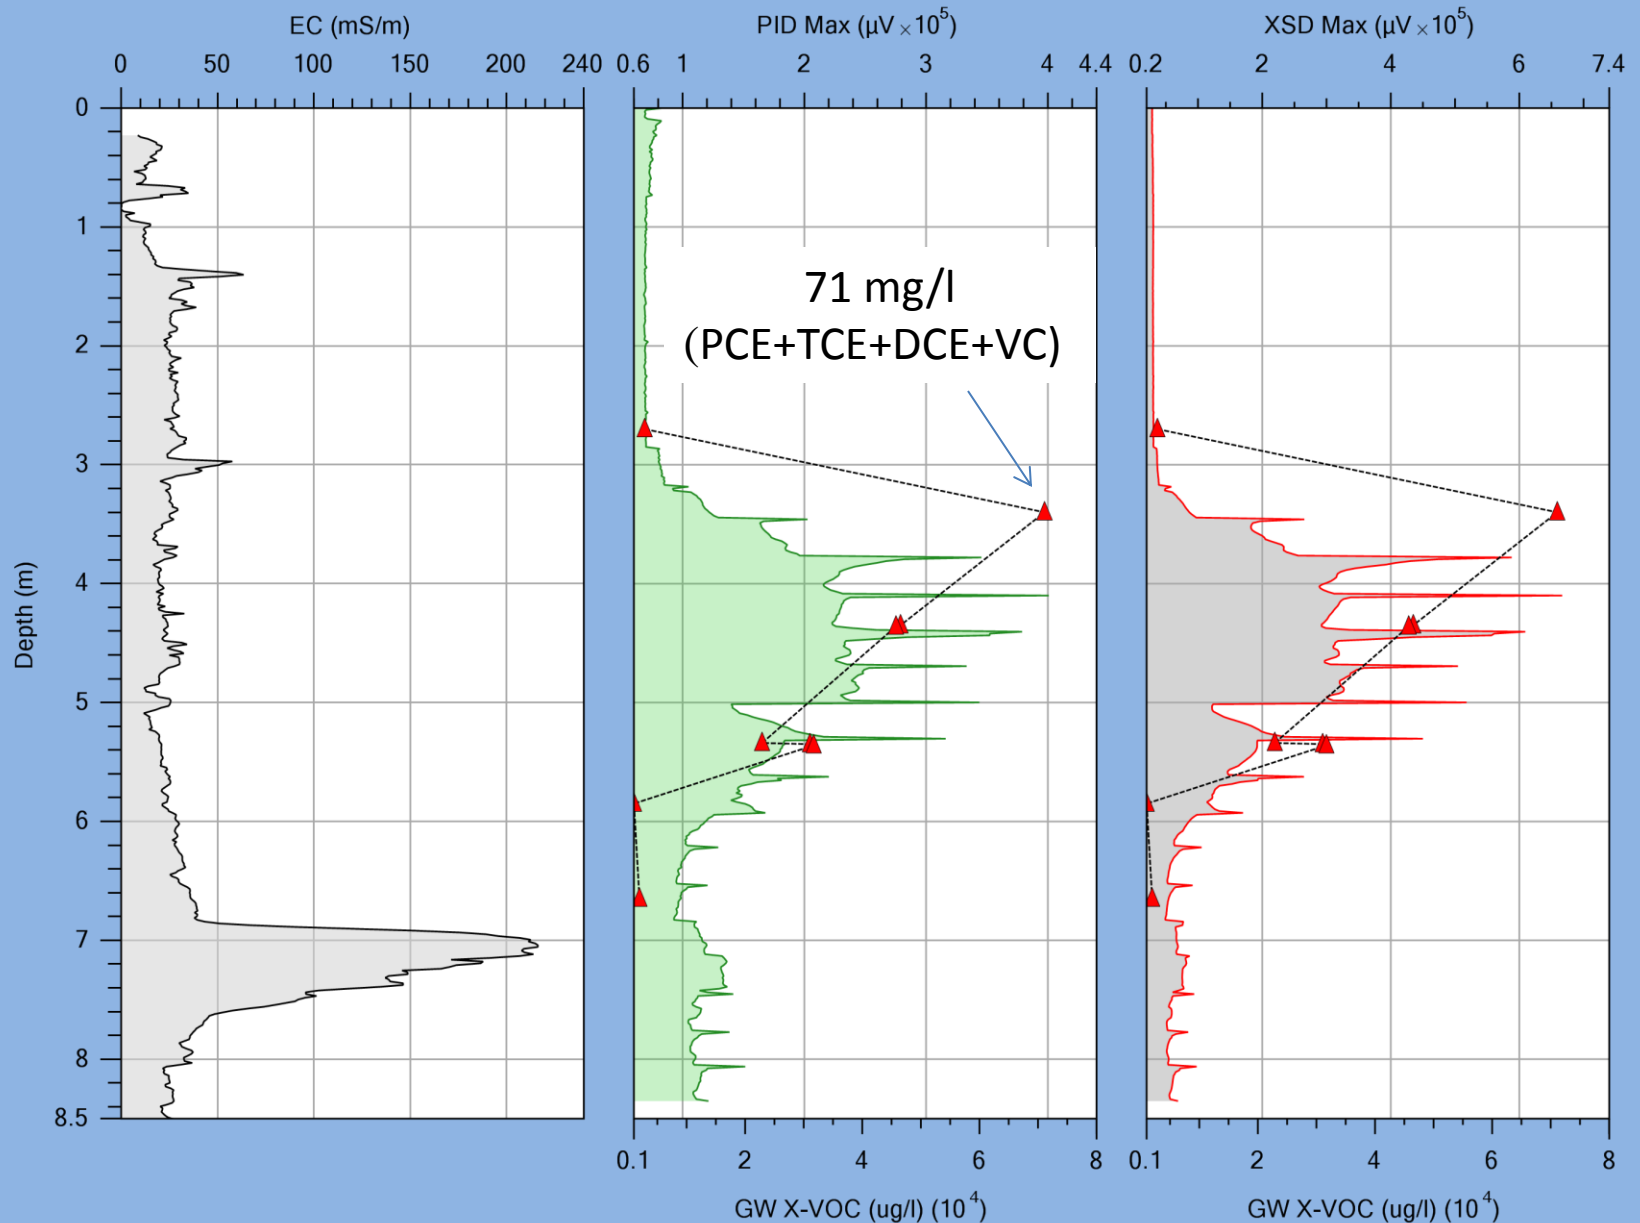 EC (mS/m)
PID Max (µV ×10⁵)
XSD Max (µV ×10⁵)
0 50 100 150 200 240
0.6 1 2 3 4 4.4
0.2 2 4 6 7.4
0
1
2
3
4
5
6
7
8
8.5
Depth (m)
71 mg/l
(PCE+TCE+DCE+VC)
0.1 2 4 6 8
0.1 2 4 6 8
GW X-VOC (ug/l) (10⁴)
GW X-VOC (ug/l) (10⁴)